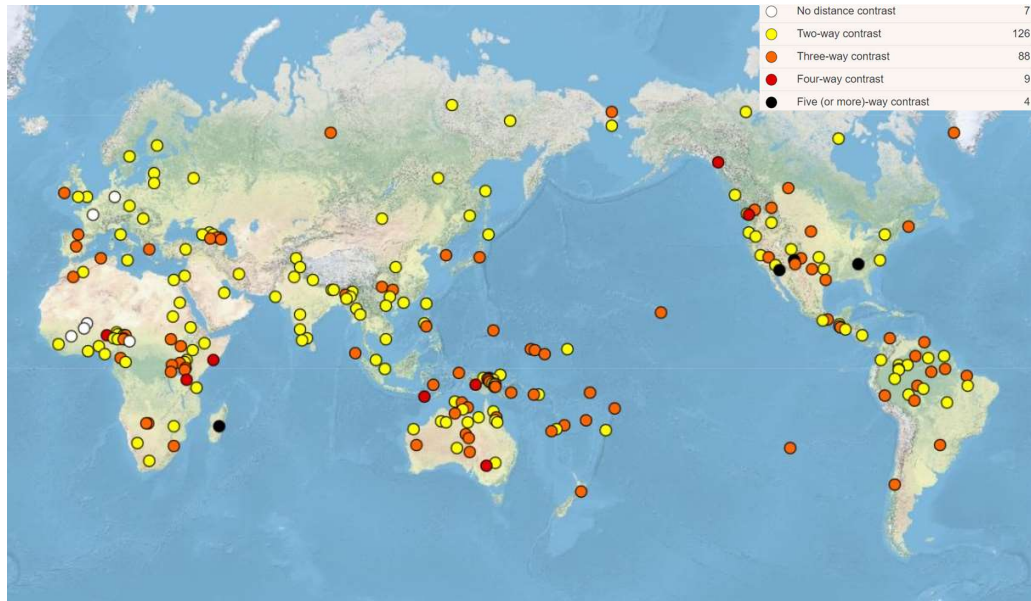 No distance contrast 7
Two-way contrast 126
Three-way contrast 88
Four-way contrast 9
Five (or more)-way contrast 4